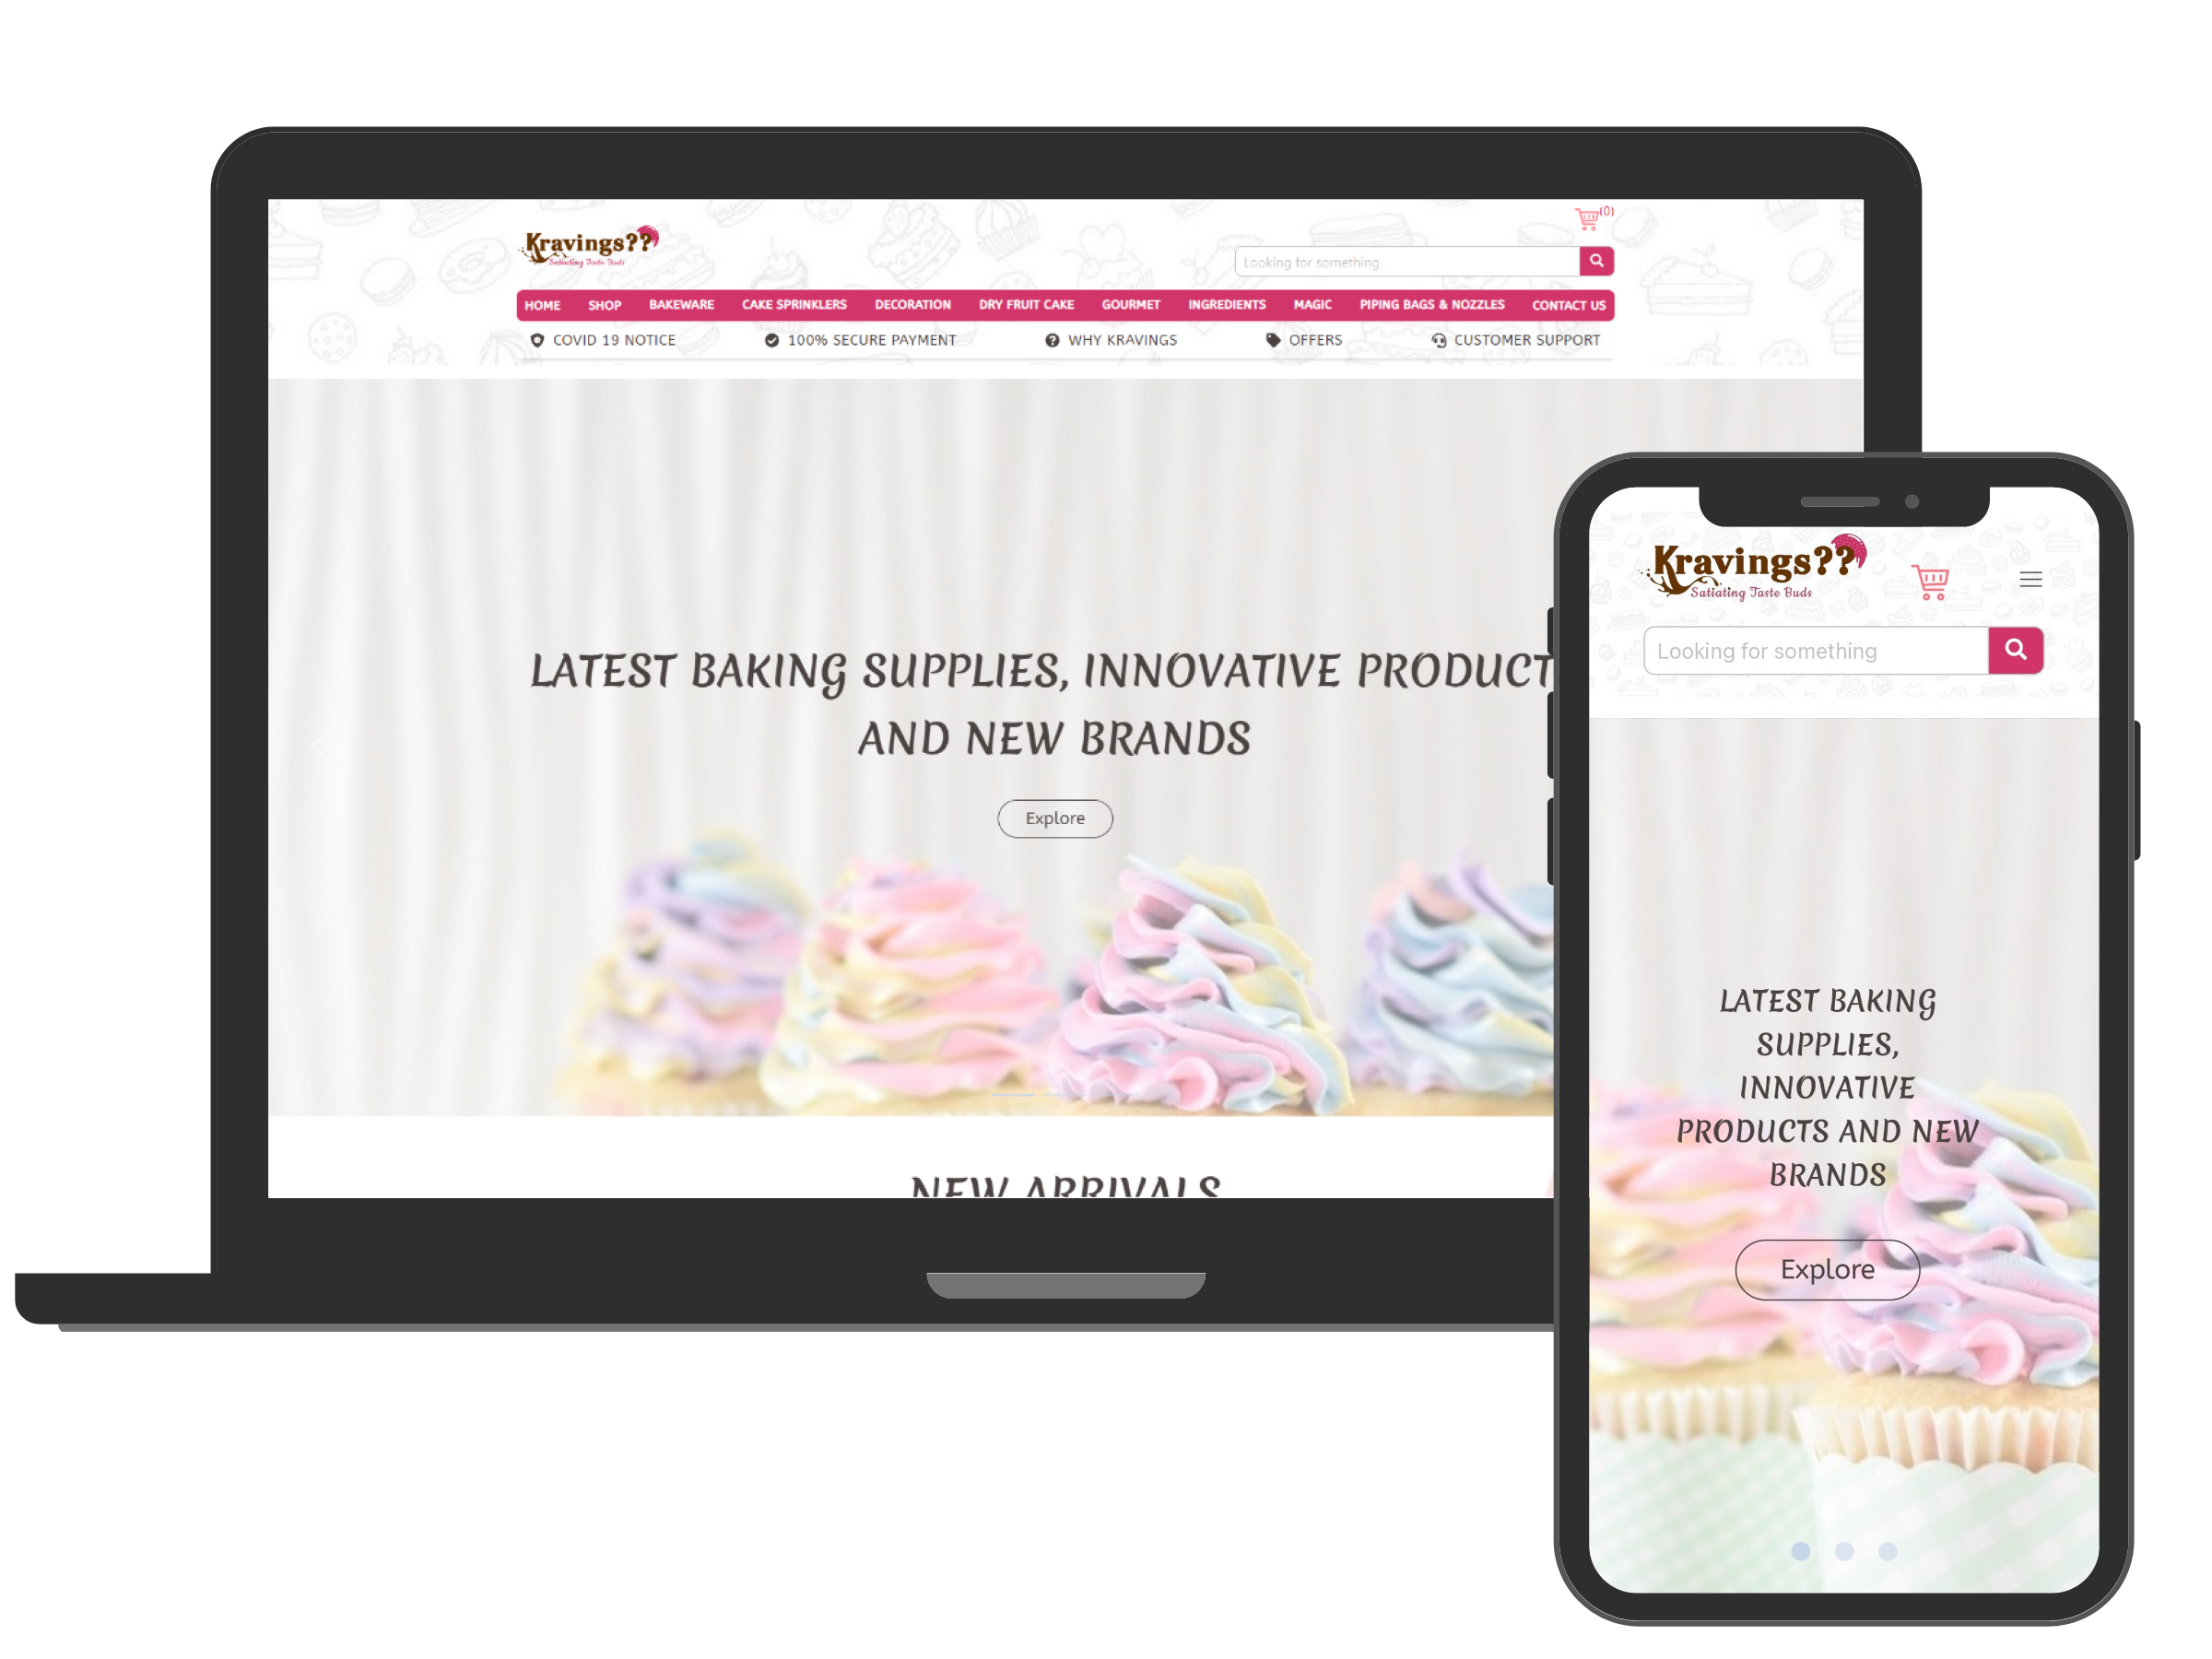 (0)
Kravings??
Satiating Taste Buds
Looking for something
HOME SHOP BAKEWARE CAKE SPRINKLERS DECORATION DRY FRUIT CAKE GOURMET INGREDIENTS MAGIC PIPING BAGS & NOZZLES CONTACT US
COVID 19 NOTICE 100% SECURE PAYMENT WHY KRAVINGS OFFERS CUSTOMER SUPPORT
LATEST BAKING SUPPLIES, INNOVATIVE PRODUCT
AND NEW BRANDS
Explore
NEW ARRIVALS
Kravings??
Satiating Taste Buds
Looking for something
LATEST BAKING
SUPPLIES,
INNOVATIVE
PRODUCTS AND NEW
BRANDS
Explore